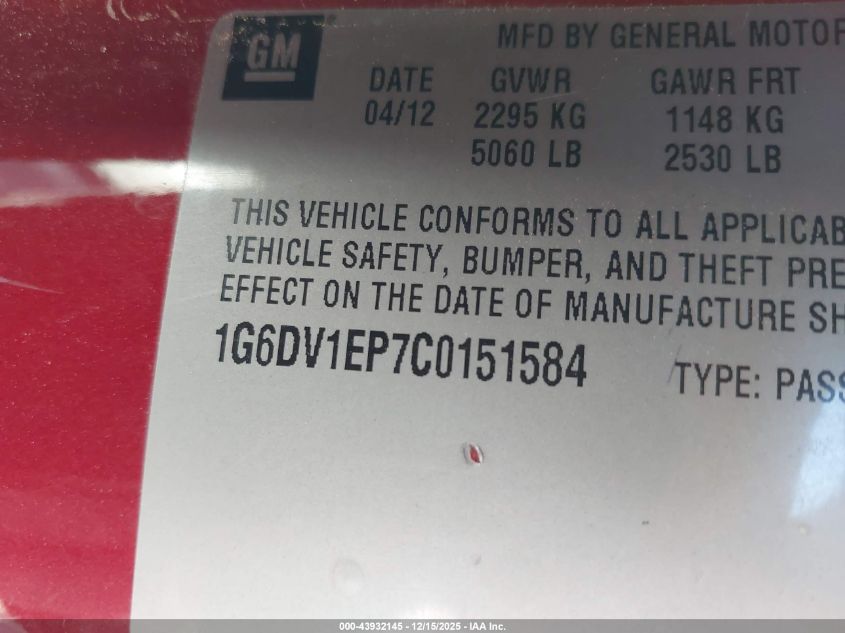 GM
MFD BY GENERAL MOTOR
DATE GVWR GAWR FRT
04/12 2295 KG 1148 KG
5060 LB 2530 LB
THIS VEHICLE CONFORMS TO ALL APPLICAB
VEHICLE SAFETY, BUMPER, AND THEFT PRE
EFFECT ON THE DATE OF MANUFACTURE SH
1G6DV1EP7C0151584 TYPE: PASS
000-43932145 - 12/15/2025 - IAA Inc.